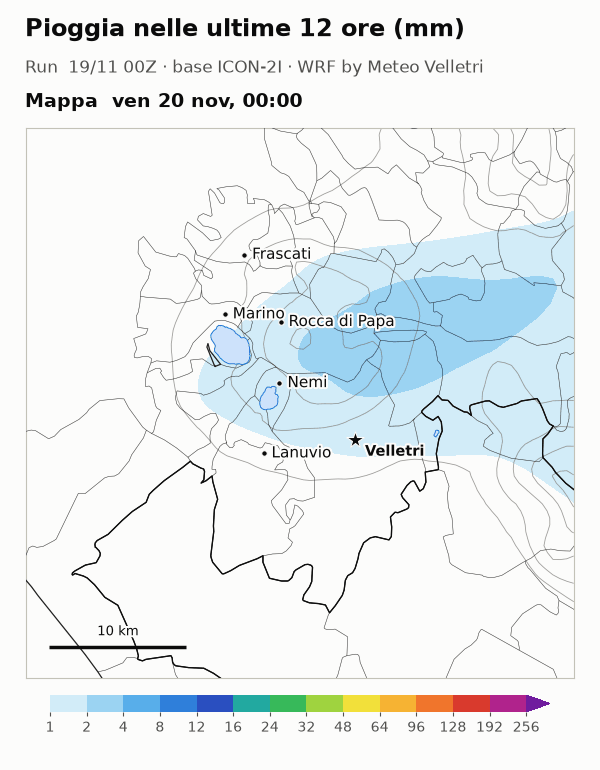 Pioggia nelle ultime 12 ore (mm)
Run  19/11 00Z · base ICON-2I · WRF by Meteo Velletri
Mappa  ven 20 nov, 00:00
Frascati
Marino
Rocca di Papa
Nemi
Velletri
Lanuvio
10 km
1 2 4 8 12 16 24 32 48 64 96 128 192 256